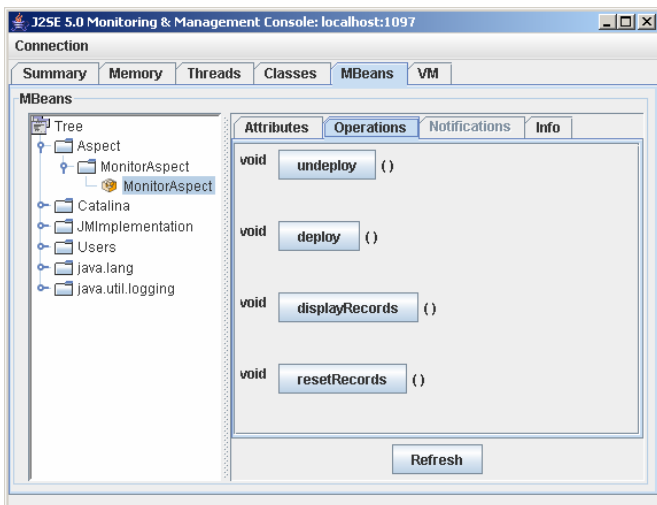 J2SE 5.0 Monitoring & Management Console: localhost:1097
Connection
Summary Memory Threads Classes MBeans VM
MBeans
Tree
Aspect
MonitorAspect
MonitorAspect
Catalina
JMImplementation
Users
java.lang
java.util.logging
Attributes Operations Notifications Info
void undeploy ()
void deploy ()
void displayRecords ()
void resetRecords ()
Refresh